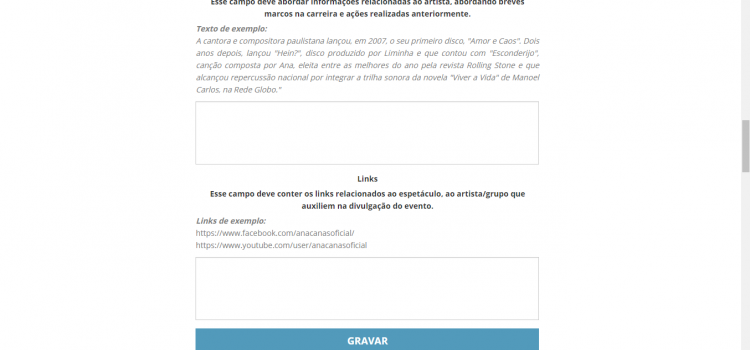 Esse campo deve abordar informações relacionadas ao artista, abordando breves
marcos na carreira e ações realizadas anteriormente.
Texto de exemplo:
A cantora e compositora paulistana lançou, em 2007, o seu primeiro disco, "Amor e Caos". Dois
anos depois, lançou "Hein?", disco produzido por Liminha e que contou com "Esconderijo",
canção composta por Ana, eleita entre as melhores do ano pela revista Rolling Stone e que
alcançou repercussão nacional por integrar a trilha sonora da novela "Viver a Vida" de Manoel
Carlos, na Rede Globo."
Links
Esse campo deve conter os links relacionados ao espetáculo, ao artista/grupo que
auxiliem na divulgação do evento.
Links de exemplo:
https://www.facebook.com/anacanasoficial/
https://www.youtube.com/user/anacanasoficial
GRAVAR